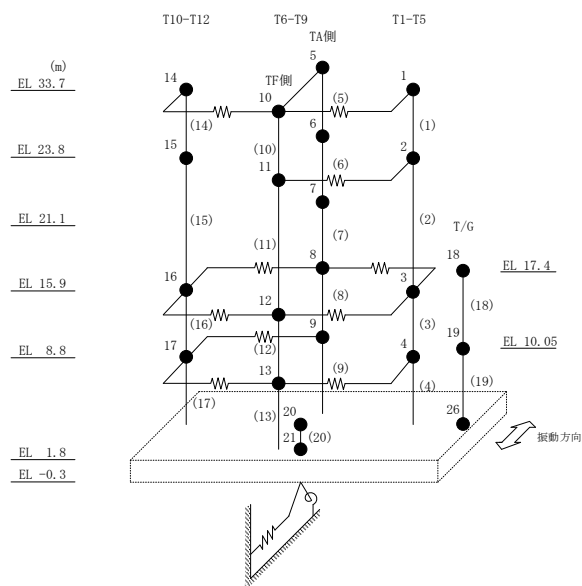 T10-T12 T6-T9 T1-T5
TA側
(m) 5
EL 33.7 14 TF側 1
10 (5)
(14) 6 (1)
EL 23.8 15 (10) 2
11 (6)
7
EL 21.1 (15) (7) (2) T/G
(11) 8 18 EL 17.4
EL 15.9 16 3
12 (8) (18)
(16) 9 (3)
EL 8.8 17 (12) 4 19 EL 10.05
13 (9)
(17) (13) (4) (19)
20 26
21 (20) 振動方向
EL 1.8
EL -0.3